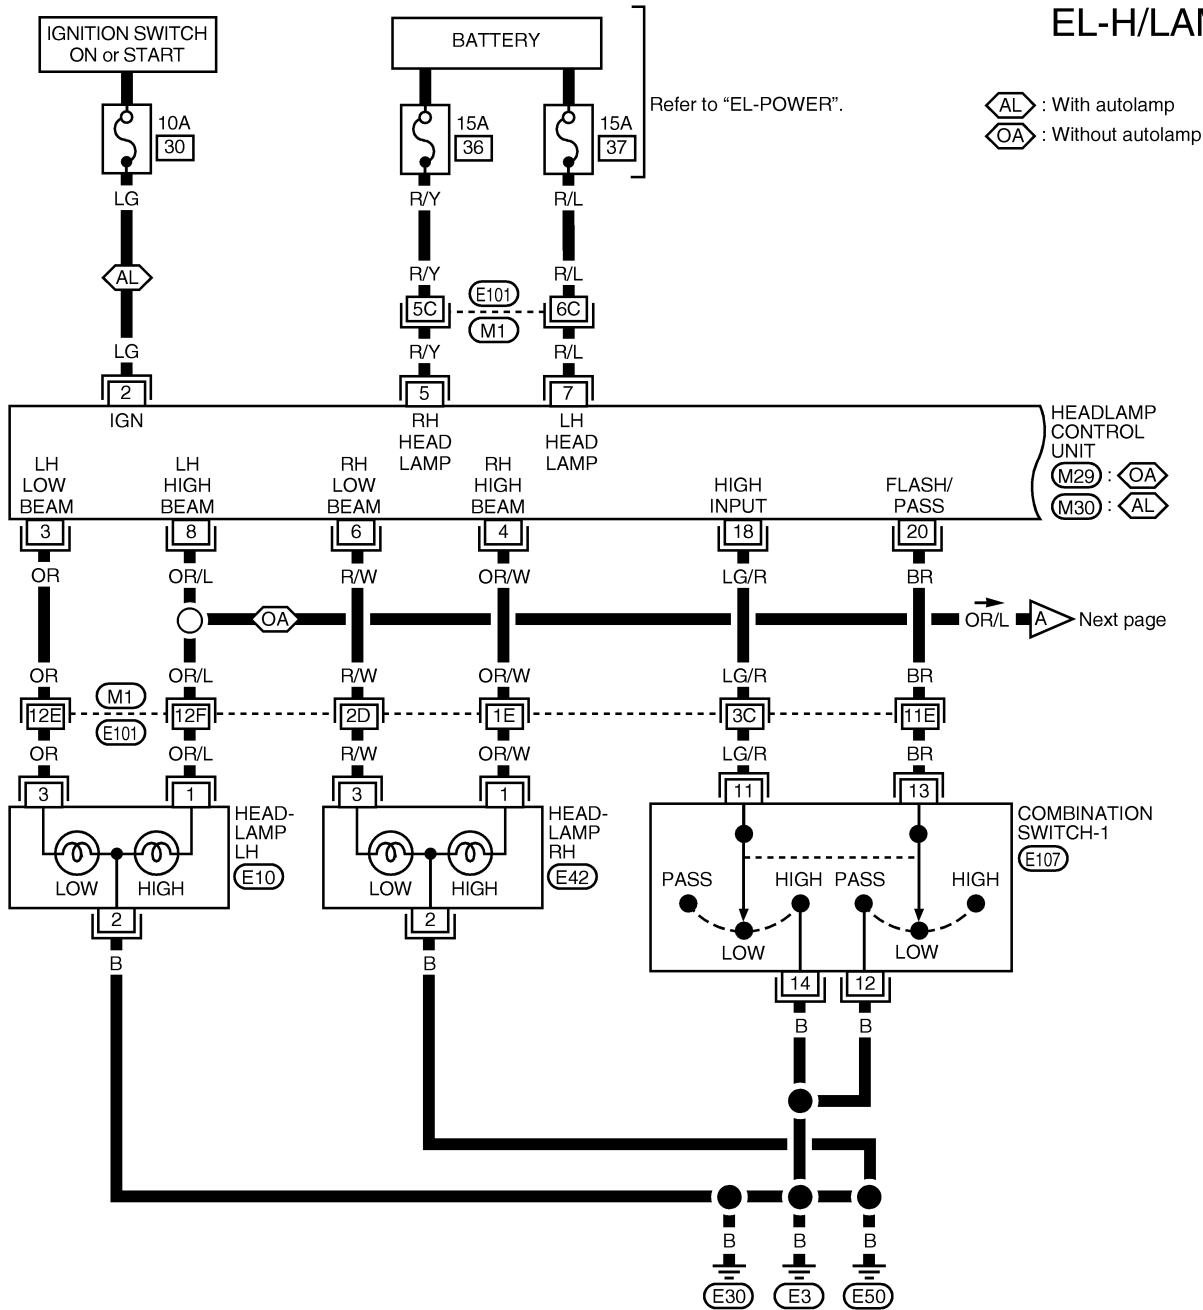 EL-H/LAM
IGNITION SWITCH
ON or START
BATTERY
Refer to “EL-POWER”.
AL : With autolamp
OA : Without autolamp
10A
30
15A
36
15A
37
LG
R/Y
R/L
AL
R/Y
R/L
5C
E101
M1
6C
LG
R/Y
R/L
2
5
7
IGN
RH
HEAD
LAMP
LH
HEAD
LAMP
HEADLAMP
CONTROL
UNIT
M29 : OA
M30 : AL
LH
LOW
BEAM
LH
HIGH
BEAM
RH
LOW
BEAM
RH
HIGH
BEAM
HIGH
INPUT
FLASH/
PASS
3
8
6
4
18
20
OR
OR/L
R/W
OR/W
LG/R
BR
OA
OR/L
A
Next page
OR
OR/L
R/W
OR/W
LG/R
BR
12E
M1
E101
12F
2D
1E
3C
11E
OR
OR/L
R/W
OR/W
LG/R
BR
3
1
3
1
11
13
HEAD-
LAMP
LH
E10
LOW
HIGH
HEAD-
LAMP
RH
E42
LOW
HIGH
COMBINATION
SWITCH-1
E107
PASS
HIGH
PASS
HIGH
LOW
LOW
2
2
14
12
B
B
B
B
B
B
B
E30
E3
E50